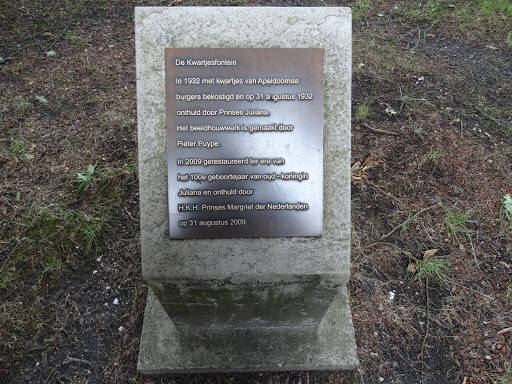 De Kwartjesfontein
In 1932 met kwartjes van Apeldoornse
burgers bekostigd en op 31 augustus 1932
onthuld door Prinses Juliana.
Het beeldhouwwerk is gemaakt door
Pieter Puype.
In 2009 gerestaureerd ter ere van
het 100e geboortejaar van oud - koningin
Juliana en onthuld door
H.K.H. Prinses Margriet der Nederlanden
op 31 augustus 2009.